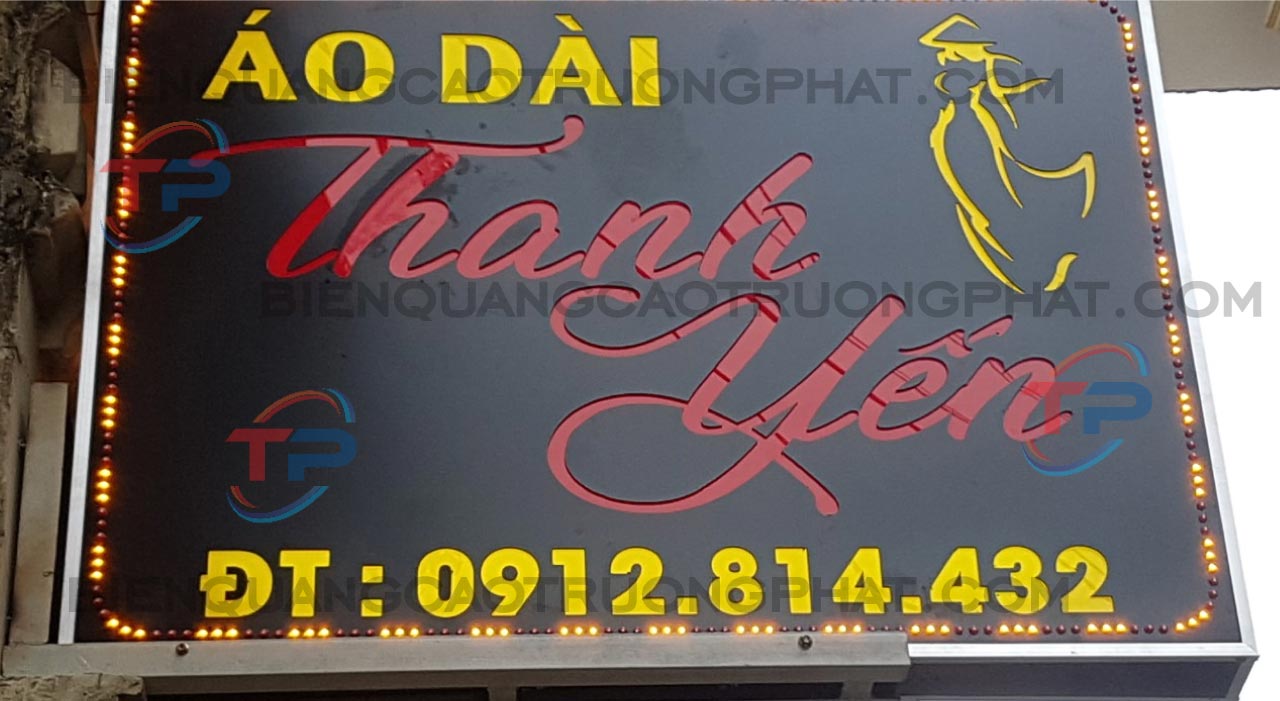 ÁO DÀI
BIENQUANGCAOTRUONGPHAT.COM
TP
Thanh
BIENQUANGCAOTRUONGPHAT.COM
Yến
TP
TP
ĐT : 0912.814.432
BIENQUANGCAOTRUONGPHAT.COM